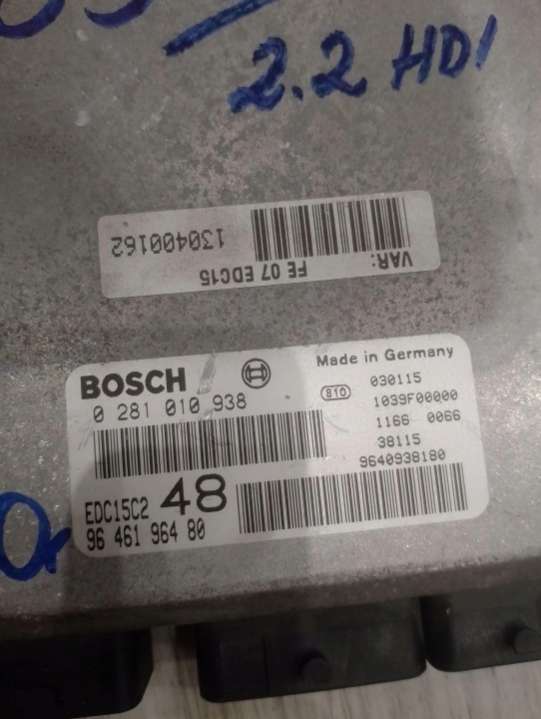 2.2 HDI
VAR:
FE 07 EDC15
130400162
BOSCH
Made in Germany
0 281 010 938
030115
810
1039F00000
1166 0066
38115
9640938180
EDC15C2
48
96 461 964 80